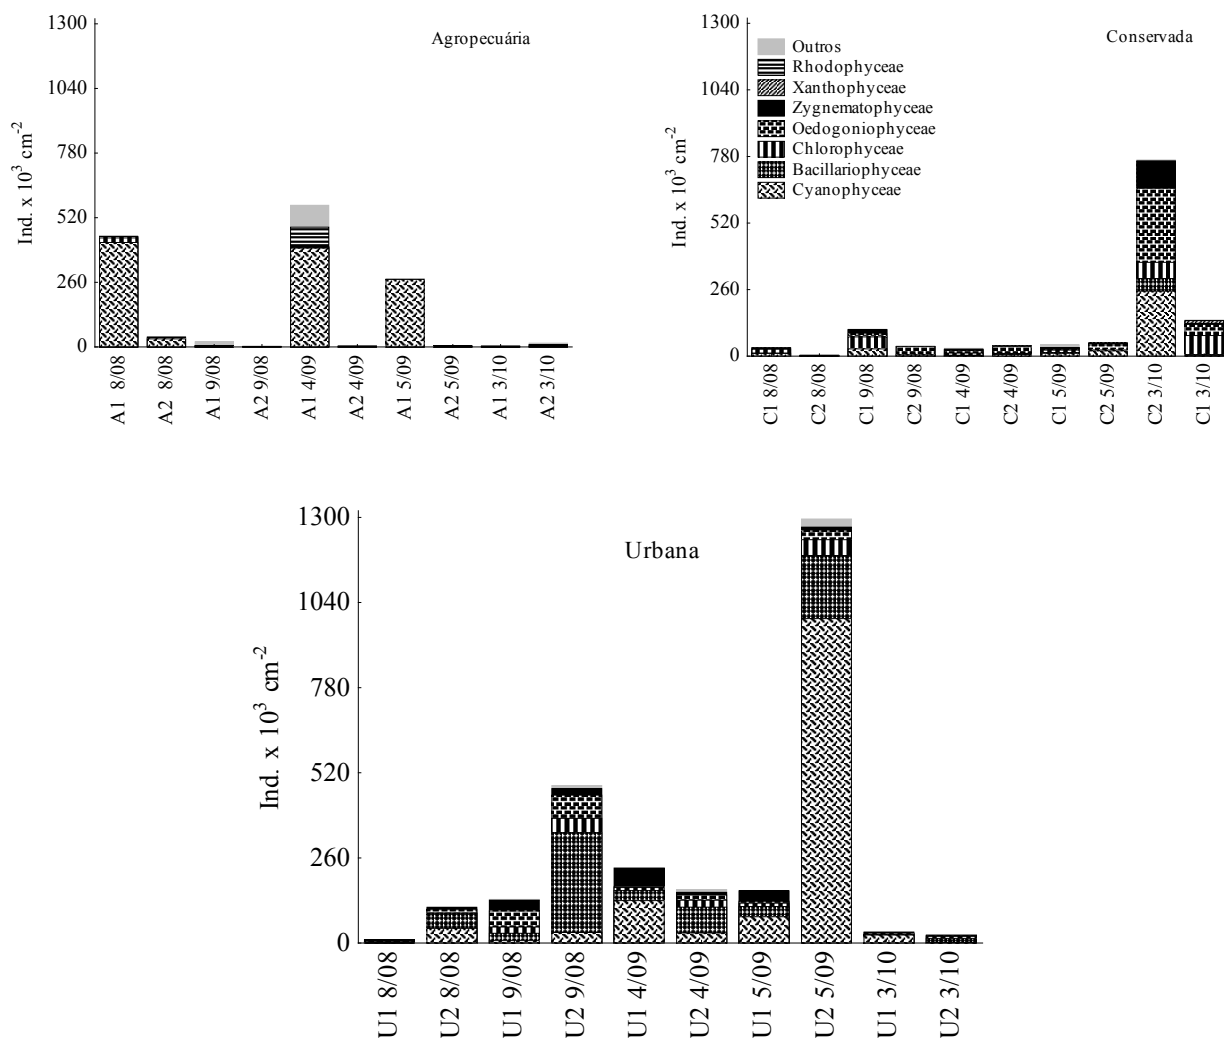 Agropecuária
Ind. x 10³ cm⁻²
1300
1040
780
520
260
0
A1 8/08
A2 8/08
A1 9/08
A2 9/08
A1 4/09
A2 4/09
A1 5/09
A2 5/09
A1 3/10
A2 3/10
Conservada
Ind. x 10³ cm⁻²
1300
1040
780
520
260
0
Outros
Rhodophyceae
Xanthophyceae
Zygnematophyceae
Oedogoniophyceae
Chlorophyceae
Bacillariophyceae
Cyanophyceae
C1 8/08
C2 8/08
C1 9/08
C2 9/08
C1 4/09
C2 4/09
C1 5/09
C2 5/09
C2 3/10
C1 3/10
Urbana
Ind. x 10³ cm⁻²
1300
1040
780
520
260
0
U1 8/08
U2 8/08
U1 9/08
U2 9/08
U1 4/09
U2 4/09
U1 5/09
U2 5/09
U1 3/10
U2 3/10